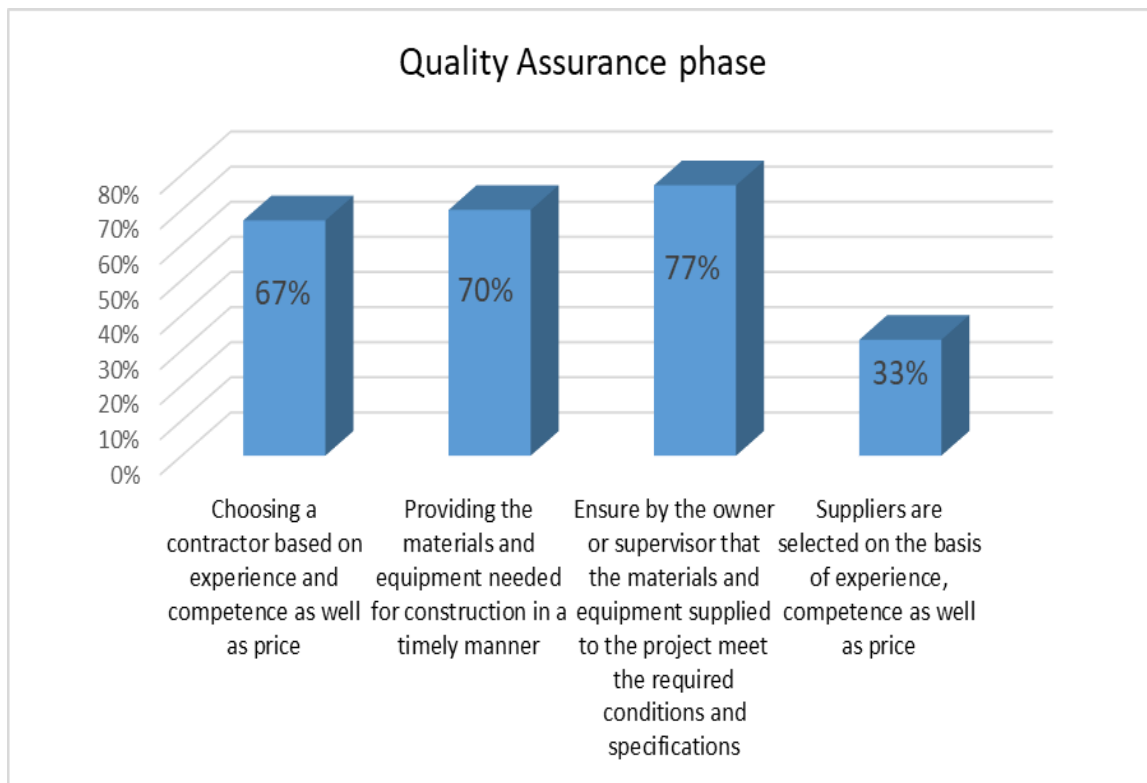 Quality Assurance phase
80%
70%
60%
50%
40%
30%
20%
10%
0%
67%
70%
77%
33%
Choosing a
contractor based on
experience and
competence as well
as price
Providing the
materials and
equipment needed
for construction in a
timely manner
Ensure by the owner
or supervisor that
the materials and
equipment supplied
to the project meet
the required
conditions and
specifications
Suppliers are
selected on the basis
of experience,
competence as well
as price